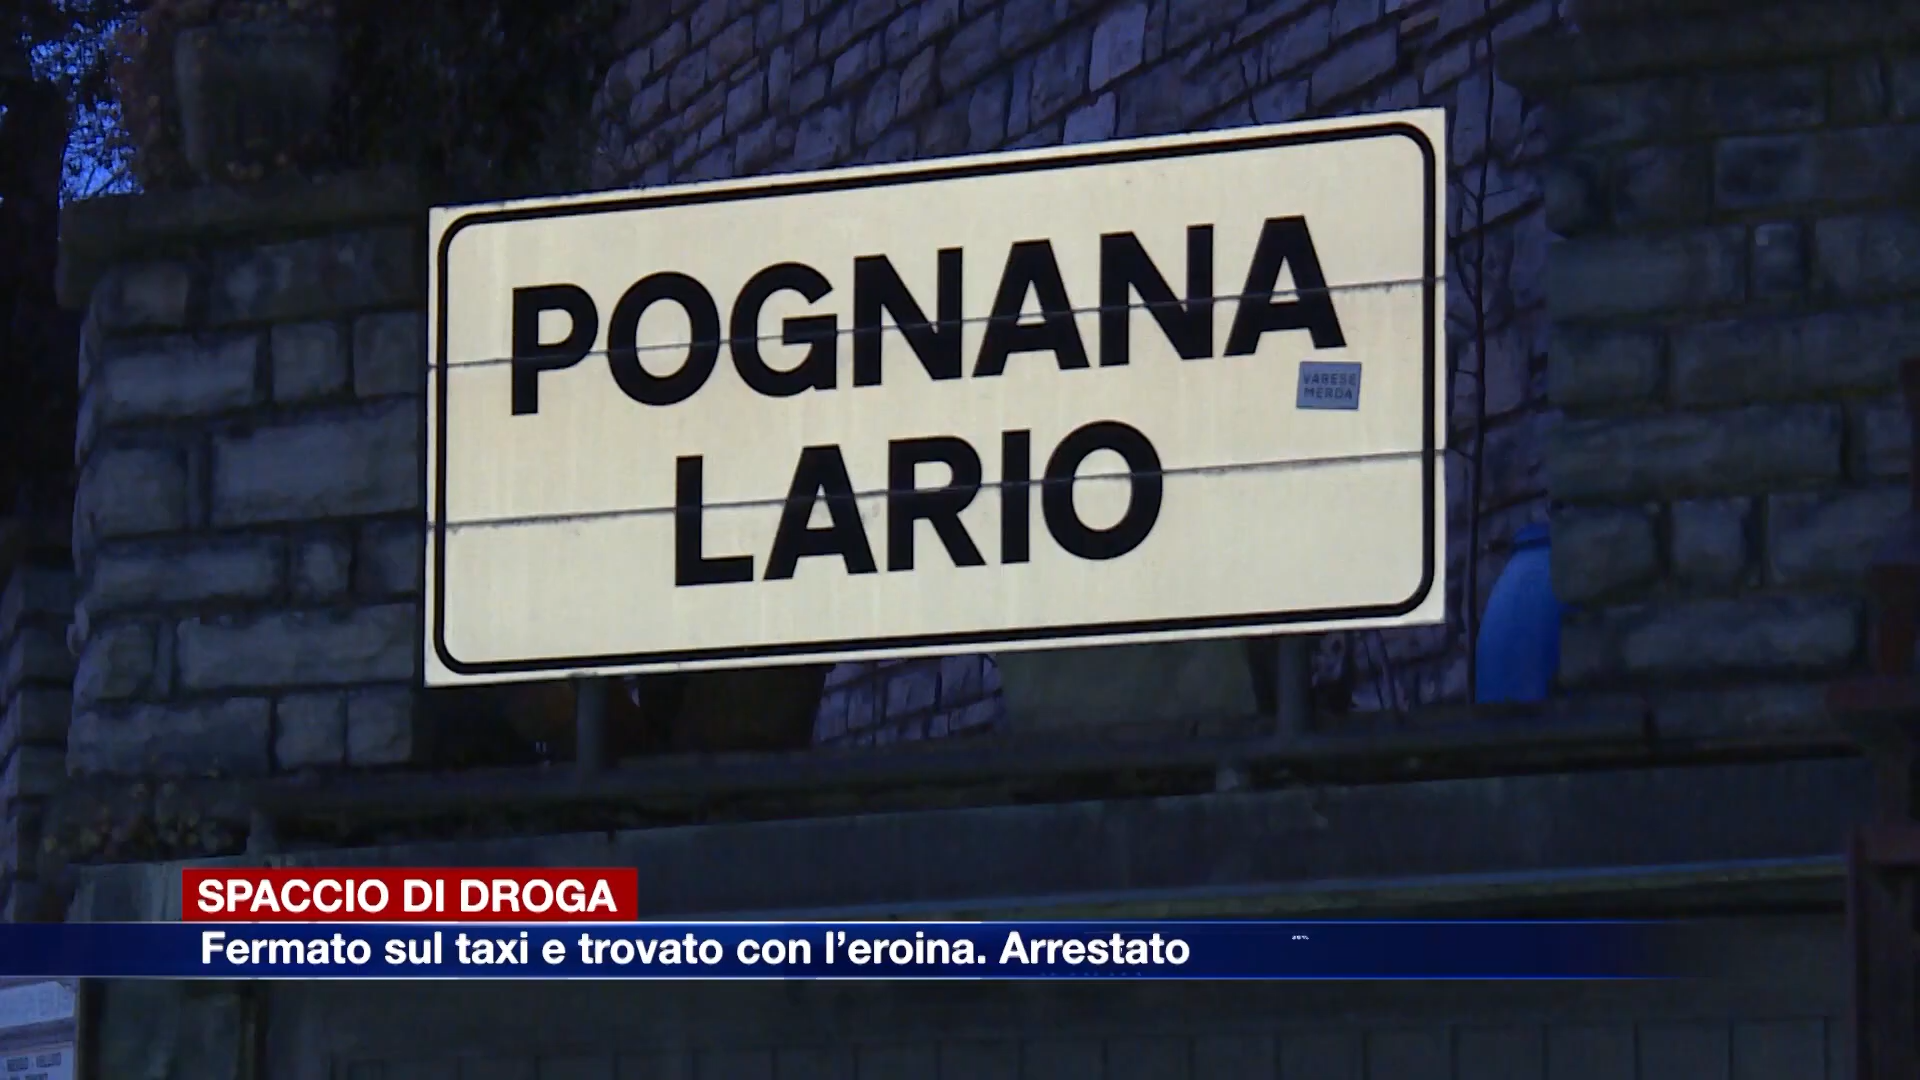 POGNANA
VARESE
MERDA
LARIO
SPACCIO DI DROGA
Fermato sul taxi e trovato con l’eroina. Arrestato